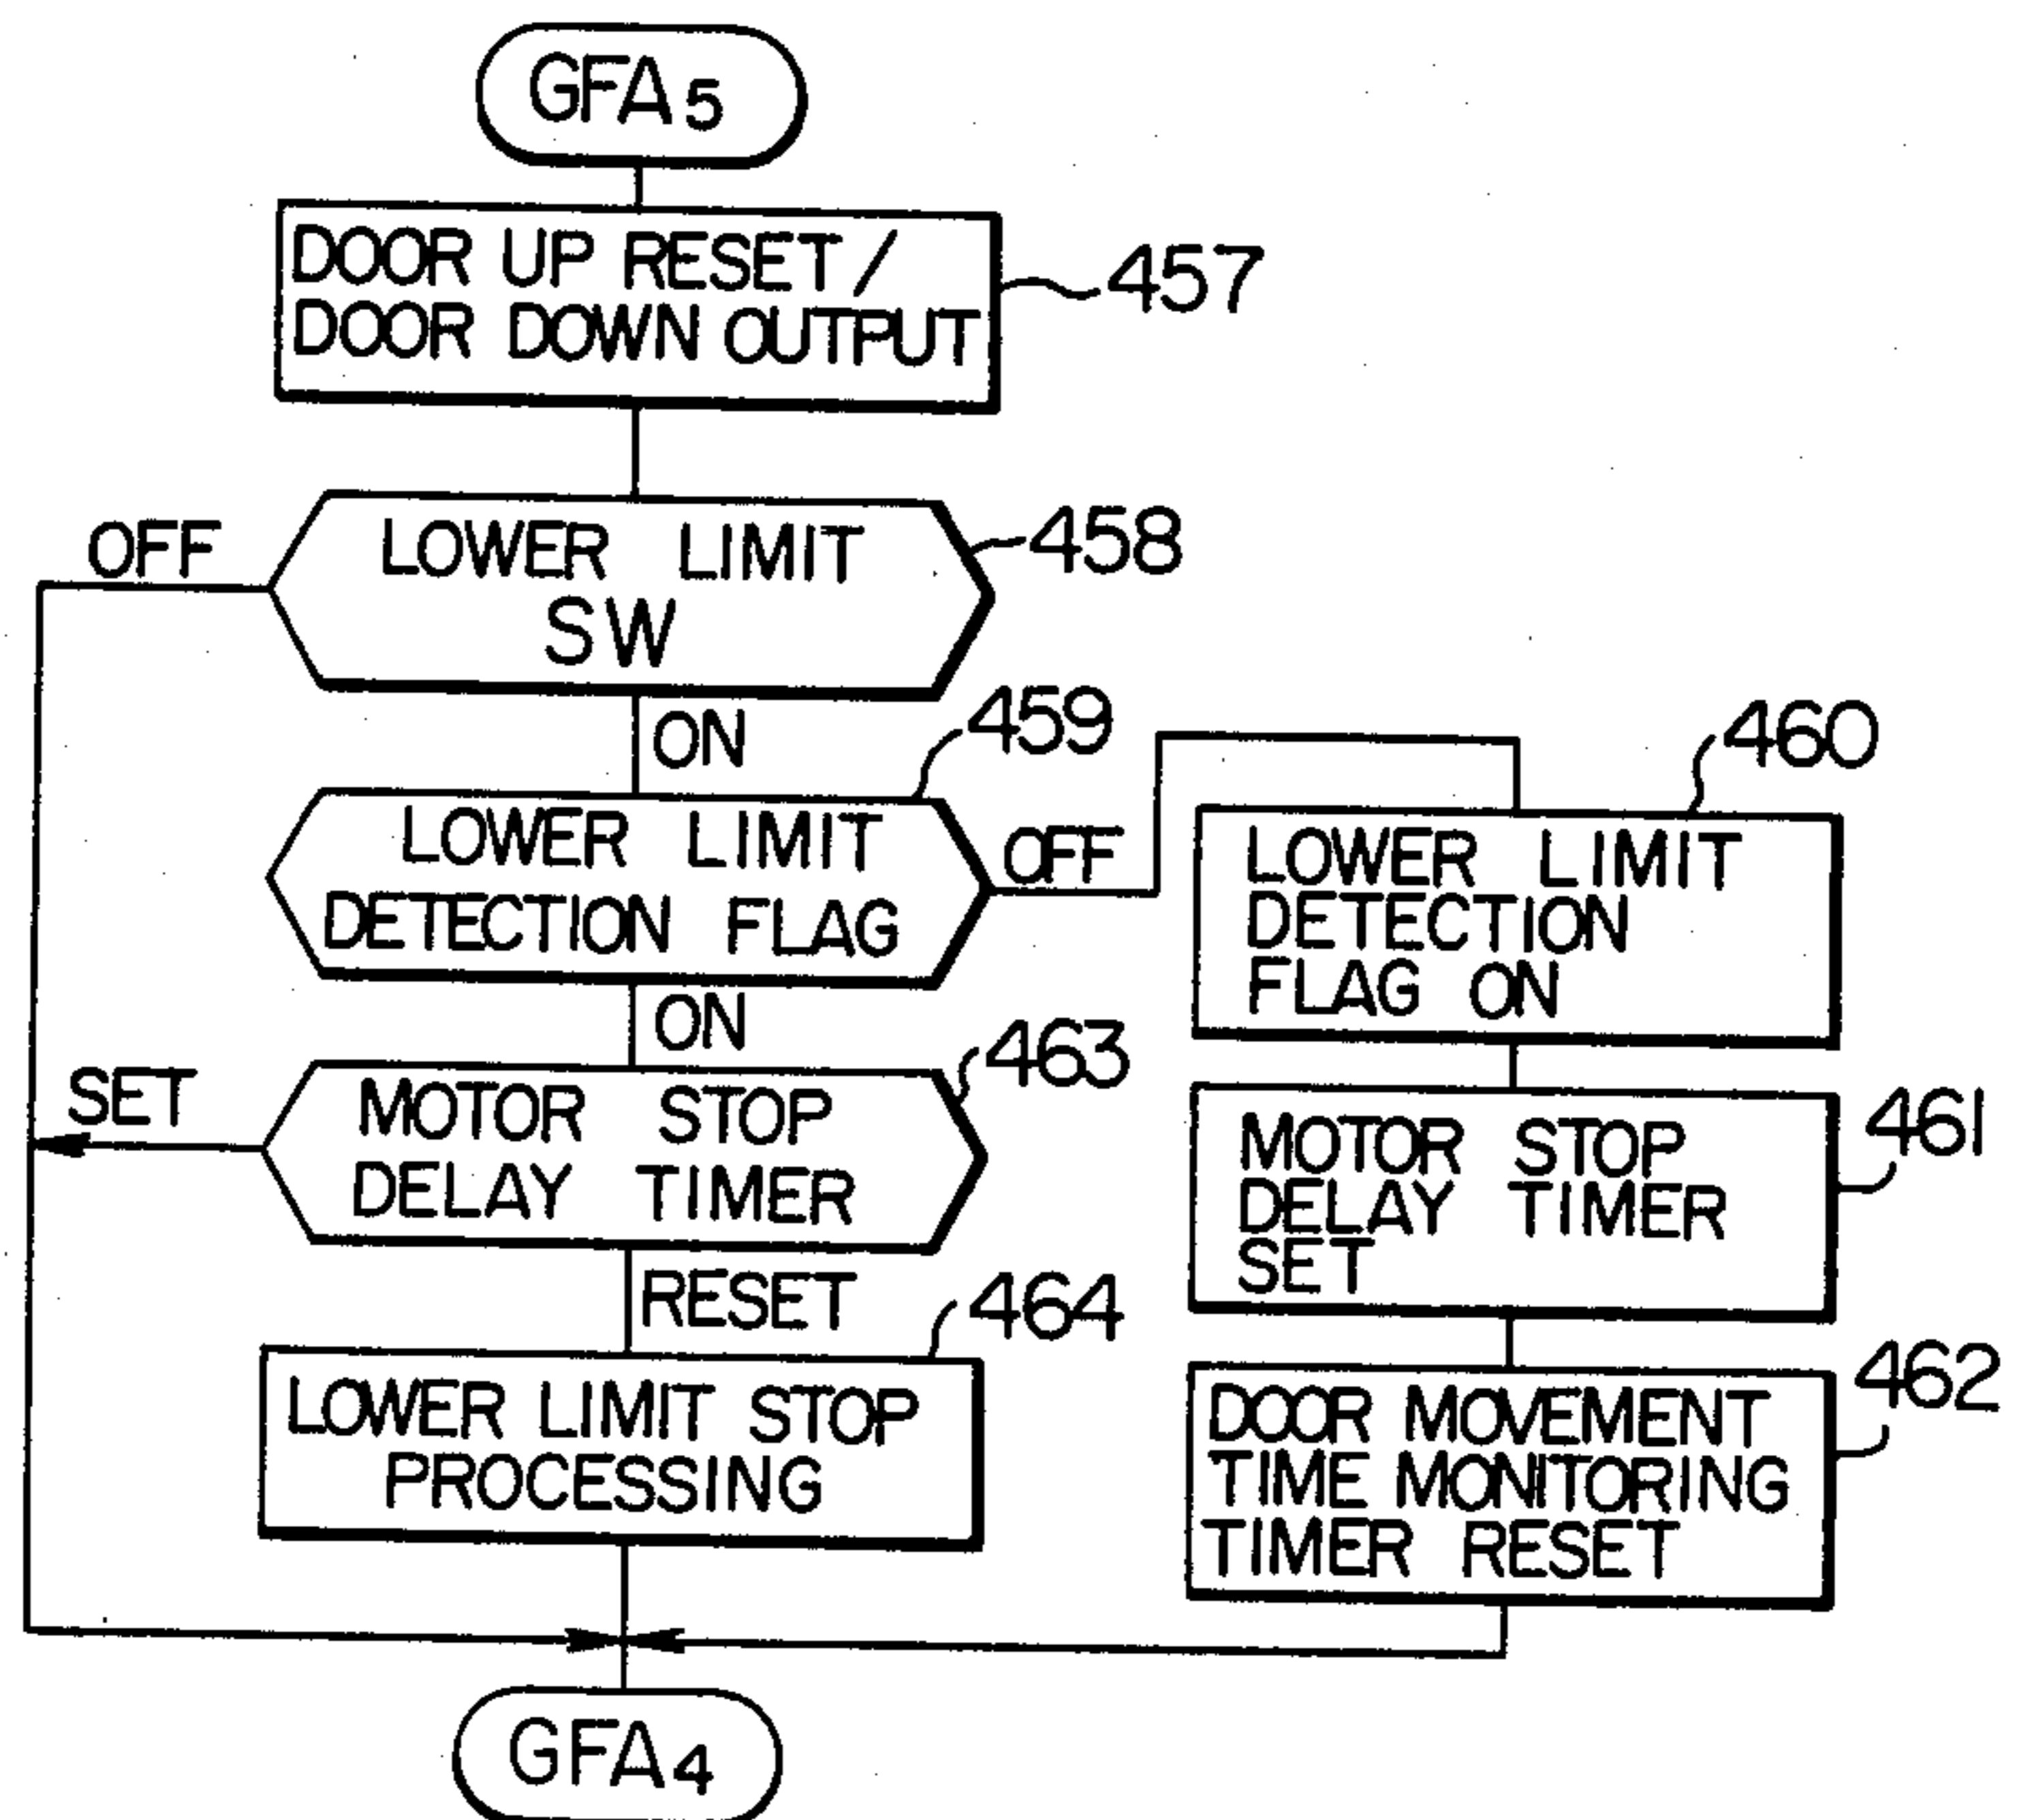 GFA5
DOOR UP RESET/
DOOR DOWN OUTPUT
457
OFF
LOWER LIMIT
SW
458
ON
459
LOWER LIMIT
DETECTION FLAG
OFF
460
LOWER LIMIT
DETECTION
FLAG ON
ON
463
SET
MOTOR STOP
DELAY TIMER
461
MOTOR STOP
DELAY TIMER
SET
RESET
464
LOWER LIMIT STOP
PROCESSING
462
DOOR MOVEMENT
TIME MONITORING
TIMER RESET
GFA4